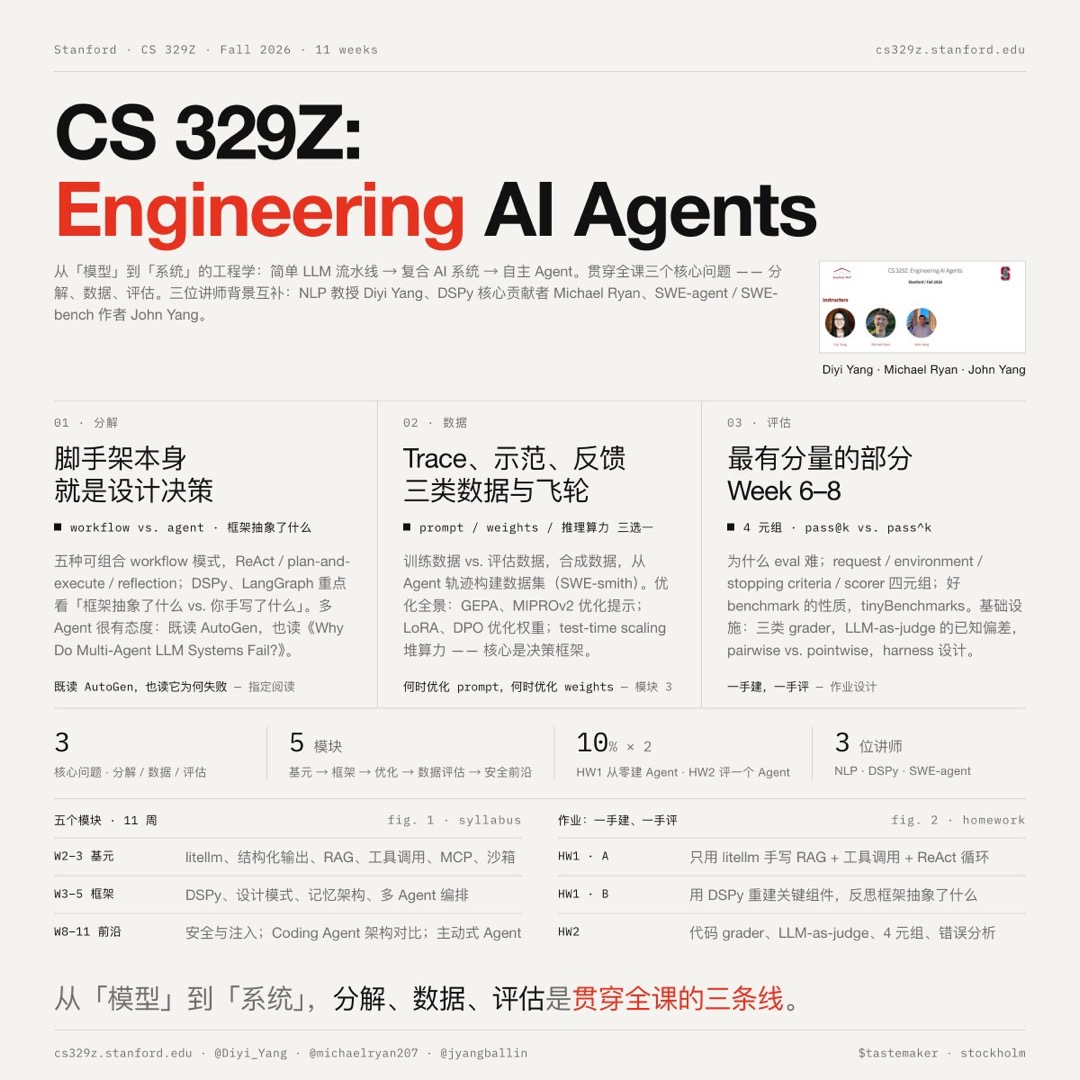 Stanford · CS 329Z · Fall 2026 · 11 weeks
cs329z.stanford.edu
CS 329Z:
Engineering AI Agents
从「模型」到「系统」的工程学：简单 LLM 流水线 → 复合 AI 系统 → 自主 Agent。贯穿全课三个核心问题 —— 分
解、数据、评估。三位讲师背景互补：NLP 教授 Diyi Yang、DSPy 核心贡献者 Michael Ryan、SWE-agent / SWE-
bench 作者 John Yang。
CS 329Z: Engineering AI Agents
Instructors
Diyi Yang
Michael Ryan
John Yang
Diyi Yang · Michael Ryan · John Yang
01 · 分解
脚手架本身
就是设计决策
■ workflow vs. agent · 框架抽象了什么
五种可组合 workflow 模式，ReAct / plan-and-
execute / reflection；DSPy、LangGraph 重点
看「框架抽象了什么 vs. 你手写了什么」。多
Agent 很有态度：既读 AutoGen，也读《Why
Do Multi-Agent LLM Systems Fail?》。
既读 AutoGen，也读它为何失败 — 指定阅读
02 · 数据
Trace、示范、反馈
三类数据与飞轮
■ prompt / weights / 推理算力 三选一
训练数据 vs. 评估数据，合成数据，从
Agent 轨迹构建数据集（SWE-smith）。优
化全景：GEPA、MIPROv2 优化提示；
LoRA、DPO 优化权重；test-time scaling
堆算力 —— 核心是决策框架。
何时优化 prompt，何时优化 weights — 模块 3
03 · 评估
最有分量的部分
Week 6–8
■ 4 元组 · pass@k vs. pass^k
为什么 eval 难；request / environment /
stopping criteria / scorer 四元组；好
benchmark 的性质，tinyBenchmarks。基础设
施：三类 grader，LLM-as-judge 的已知偏差，
pairwise vs. pointwise，harness 设计。
一手建，一手评 — 作业设计
3
核心问题 · 分解 / 数据 / 评估
5 模块
基元 → 框架 → 优化 → 数据评估 → 安全前沿
10% × 2
HW1 从零建 Agent · HW2 评一个 Agent
3 位讲师
NLP · DSPy · SWE-agent
五个模块 · 11 周
fig. 1 · syllabus
W2–3 基元
litellm、结构化输出、RAG、工具调用、MCP、沙箱
W3–5 框架
DSPy、设计模式、记忆架构、多 Agent 编排
W8–11 前沿
安全与注入；Coding Agent 架构对比；主动式 Agent
作业：一手建、一手评
fig. 2 · homework
HW1 · A
只用 litellm 手写 RAG + 工具调用 + ReAct 循环
HW1 · B
用 DSPy 重建关键组件，反思框架抽象了什么
HW2
代码 grader、LLM-as-judge、4 元组、错误分析
从「模型」到「系统」，分解、数据、评估是贯穿全课的三条线。
cs329z.stanford.edu · @Diyi_Yang · @michaelryan207 · @jyangballin
$tastemaker · stockholm